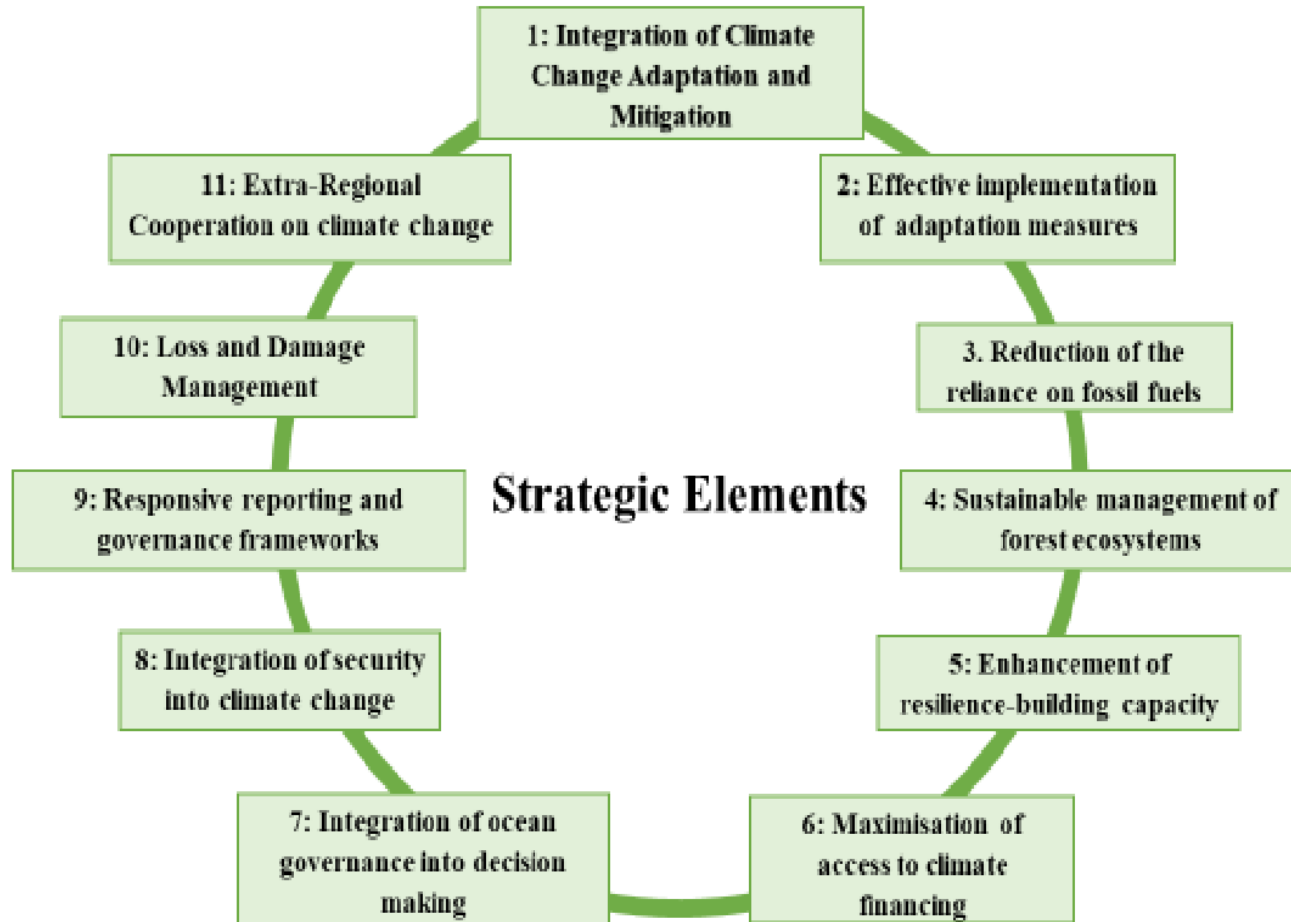 1: Integration of Climate
Change Adaptation and
Mitigation
2: Effective implementation
of adaptation measures
3. Reduction of the
reliance on fossil fuels
4: Sustainable management of
forest ecosystems
5: Enhancement of
resilience-building capacity
6: Maximisation of
access to climate
financing
7: Integration of ocean
governance into decision
making
8: Integration of security
into climate change
9: Responsive reporting and
governance frameworks
10: Loss and Damage
Management
11: Extra-Regional
Cooperation on climate change
Strategic Elements